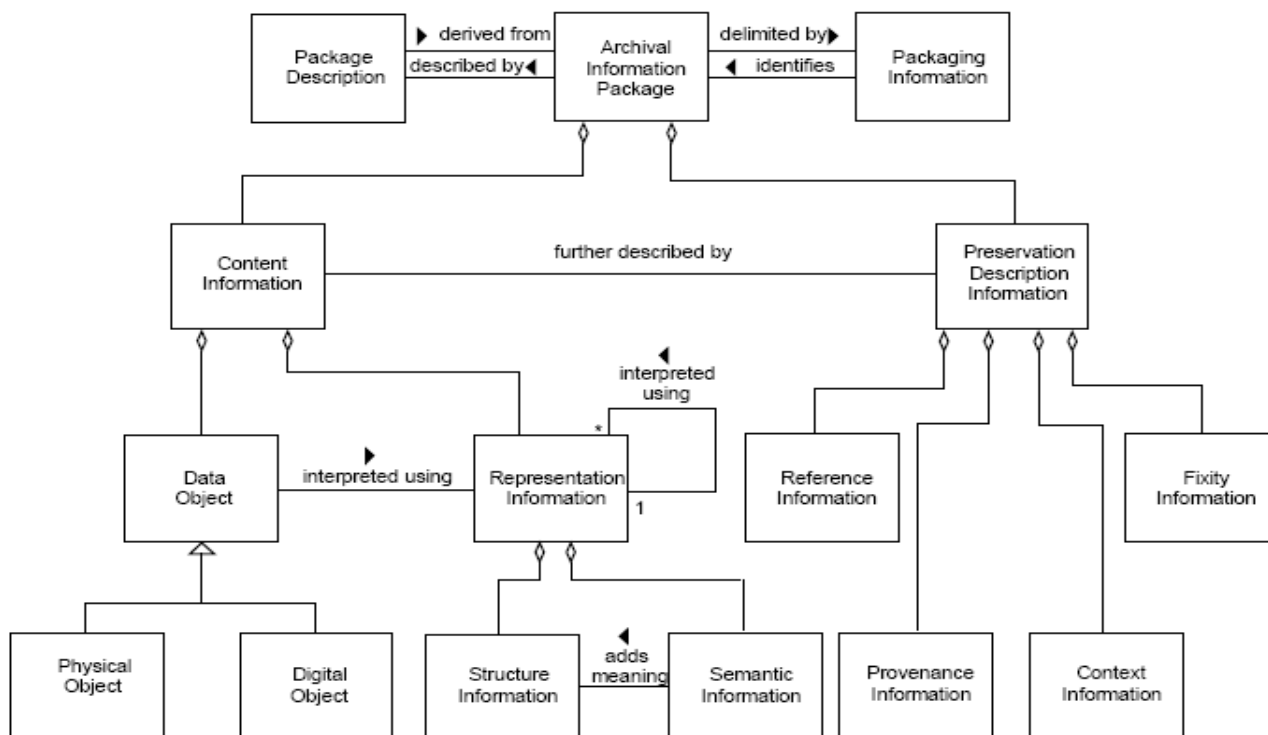 Package
Description
▶ derived from
described by ◀
Archival
Information
Package
delimited by ▶
◀ identifies
Packaging
Information
Content
Information
further described by
Preservation
Description
Information
◀
interpreted
using
*
1
Data
Object
▶
interpreted using
Representation
Information
Reference
Information
Fixity
Information
Physical
Object
Digital
Object
Structure
Information
◀
adds
meaning
Semantic
Information
Provenance
Information
Context
Information